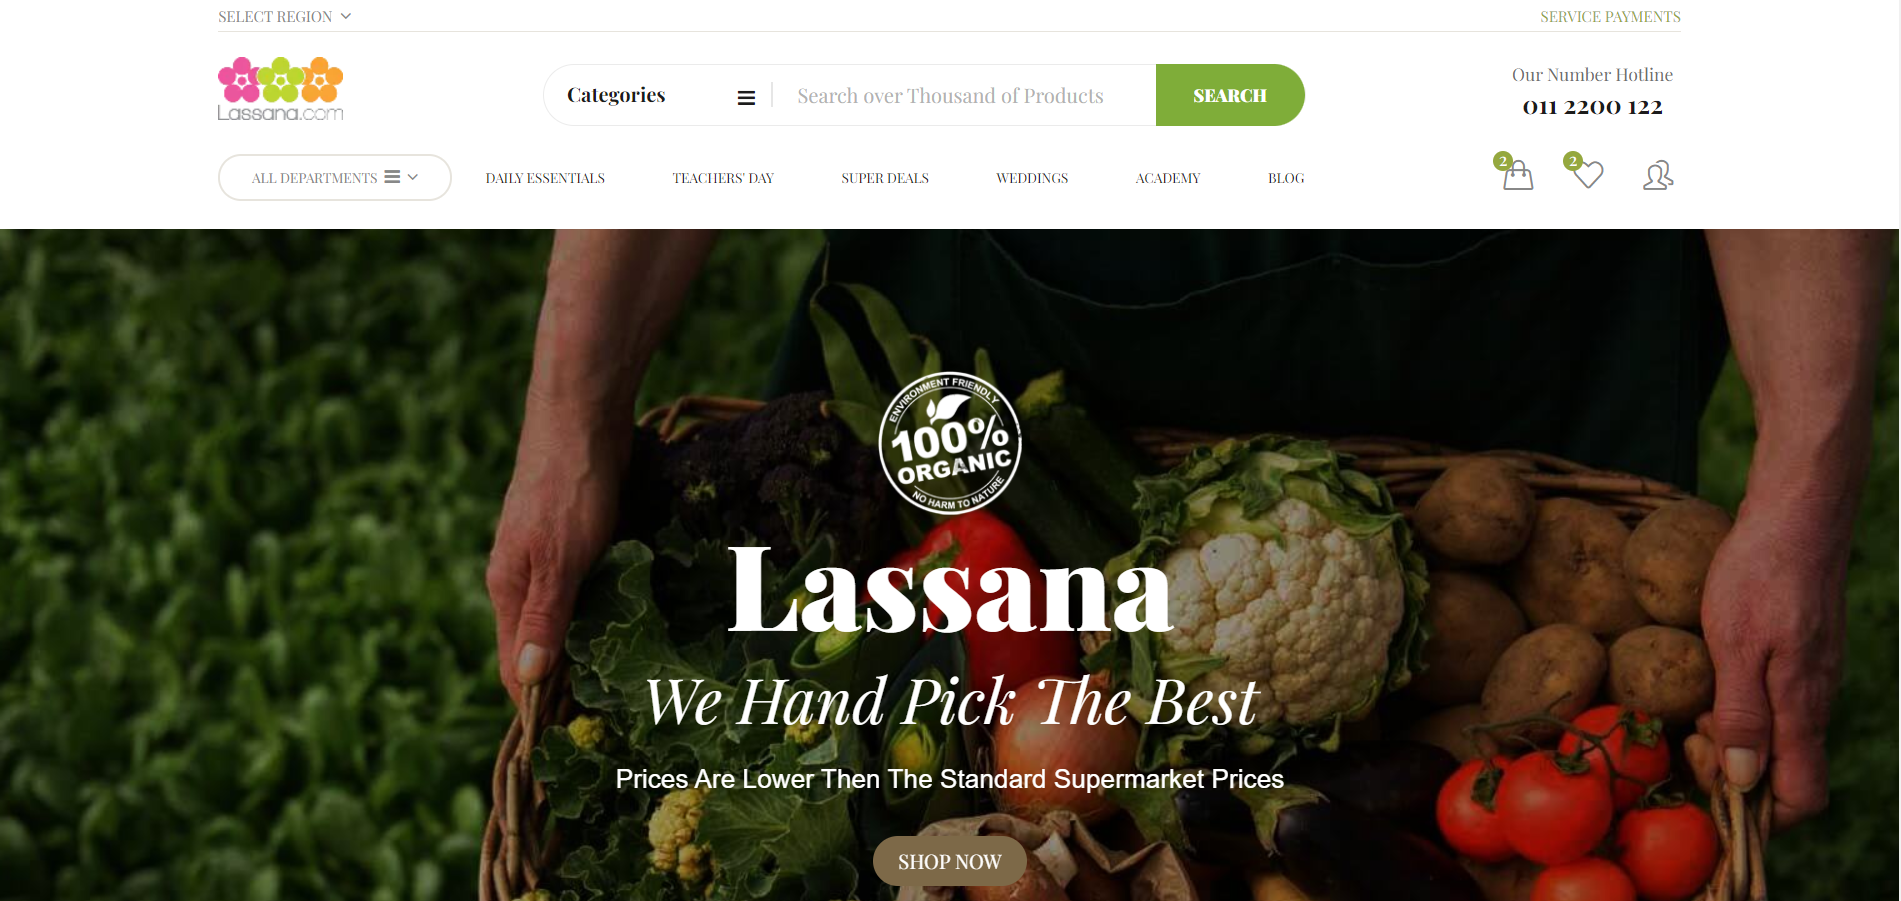 SELECT REGION
SERVICE PAYMENTS
Lassana.com
Categories
Search over Thousand of Products
SEARCH
Our Number Hotline
011 2200 122
ALL DEPARTMENTS
DAILY ESSENTIALS
TEACHERS' DAY
SUPER DEALS
WEDDINGS
ACADEMY
BLOG
2
2
ENVIRONMENT FRIENDLY
100%
ORGANIC
NO HARM TO NATURE
Lassana
We Hand Pick The Best
Prices Are Lower Then The Standard Supermarket Prices
SHOP NOW